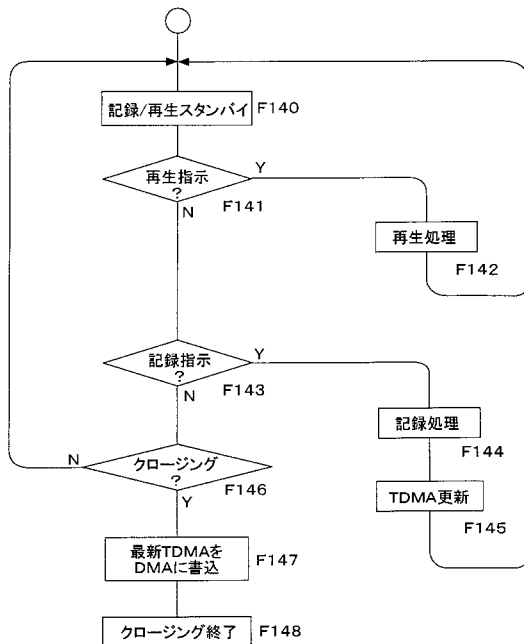 記録/再生スタンバイ
F140
再生指示
?
Y
F141
N
再生処理
F142
記録指示
?
Y
F143
N
記録処理
F144
クロージング
?
N
F146
Y
TDMA更新
F145
最新TDMAを
DMAに書込
F147
クロージング終了
F148